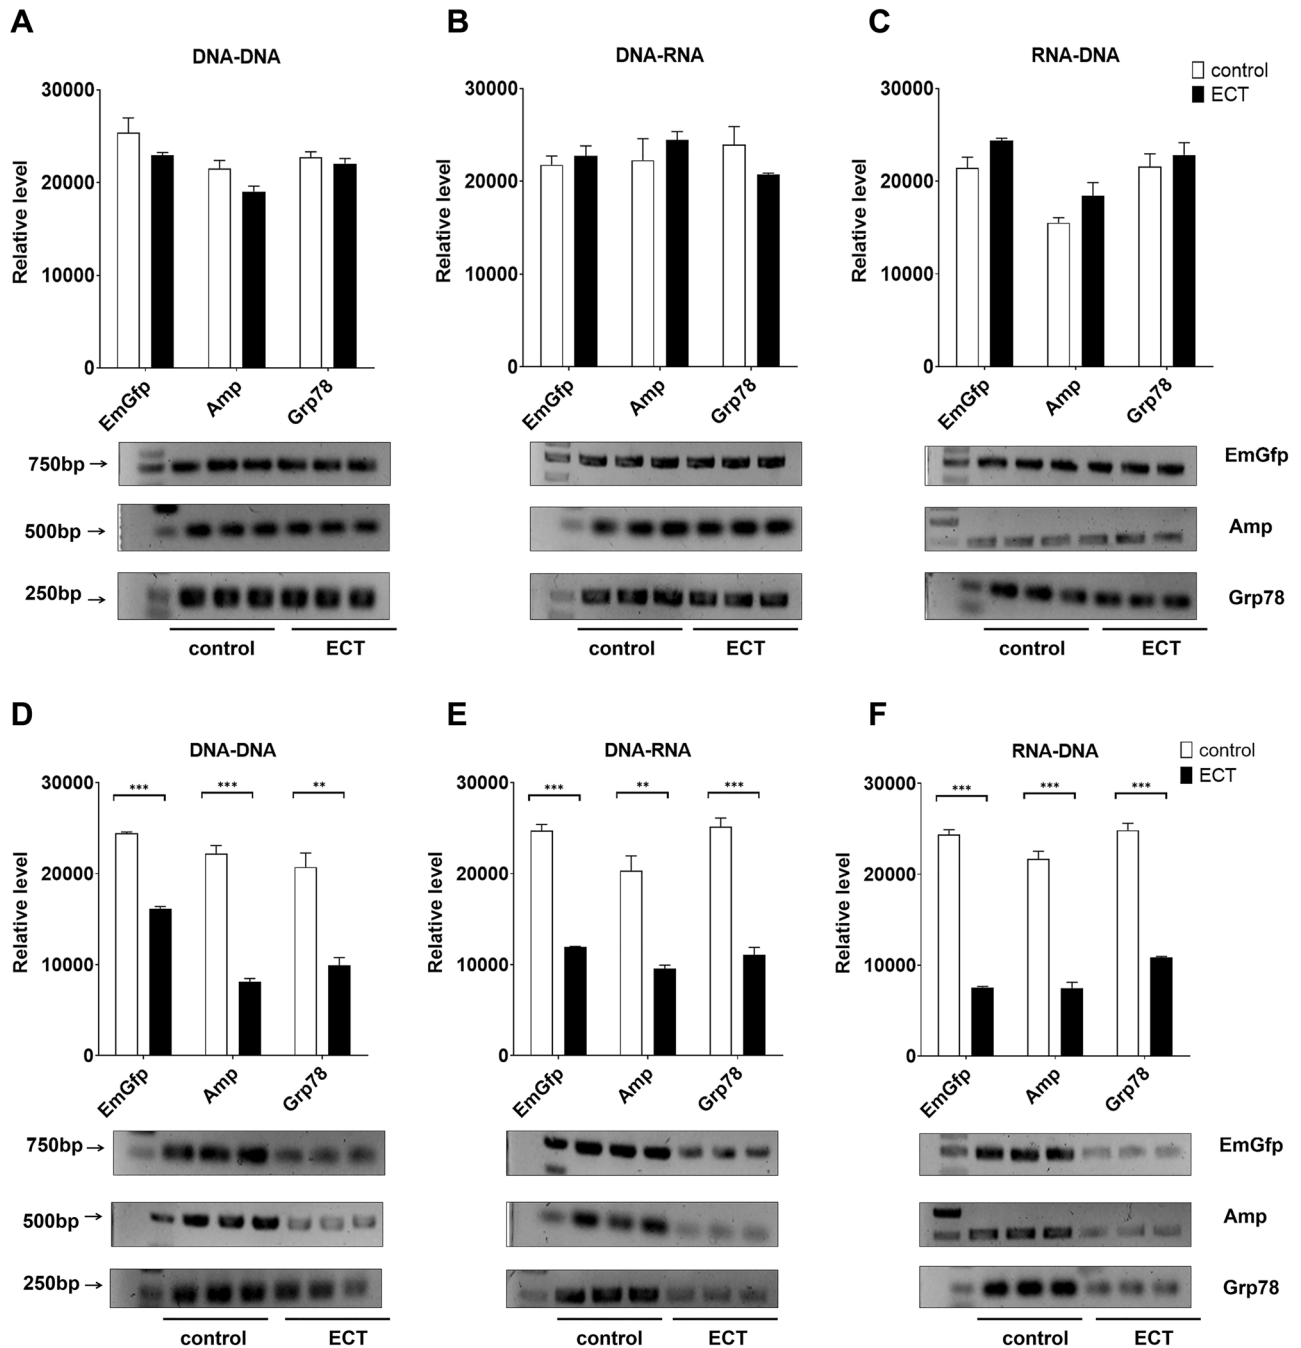 A
B
C
DNA-DNA
DNA-RNA
RNA-DNA
control
ECT
Relative level
30000
20000
10000
0
EmGfp
Amp
Grp78
Relative level
30000
20000
10000
0
EmGfp
Amp
Grp78
Relative level
30000
20000
10000
0
EmGfp
Amp
Grp78
750bp →
EmGfp
500bp →
Amp
250bp →
Grp78
control
ECT
control
ECT
control
ECT
D
E
F
DNA-DNA
DNA-RNA
RNA-DNA
control
ECT
Relative level
30000
20000
10000
0
***
***
**
EmGfp
Amp
Grp78
Relative level
30000
20000
10000
0
***
**
***
EmGfp
Amp
Grp78
Relative level
30000
20000
10000
0
***
***
***
EmGfp
Amp
Grp78
750bp →
EmGfp
500bp →
Amp
250bp →
Grp78
control
ECT
control
ECT
control
ECT